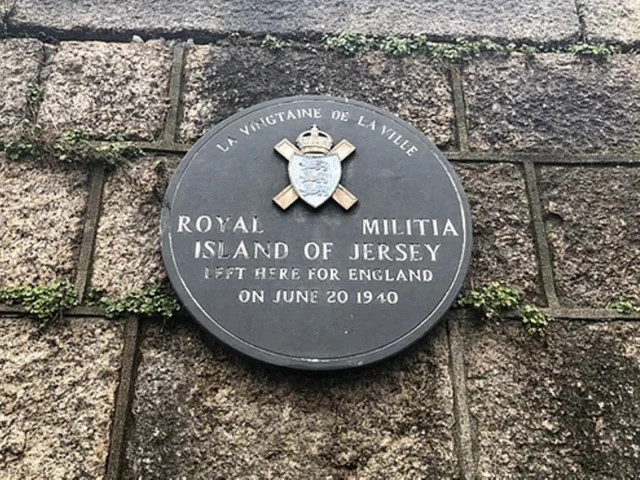 LA VINGTAINE DE LA VILLE
ROYAL MILITIA
ISLAND OF JERSEY
LEFT HERE FOR ENGLAND
ON JUNE 20 1940